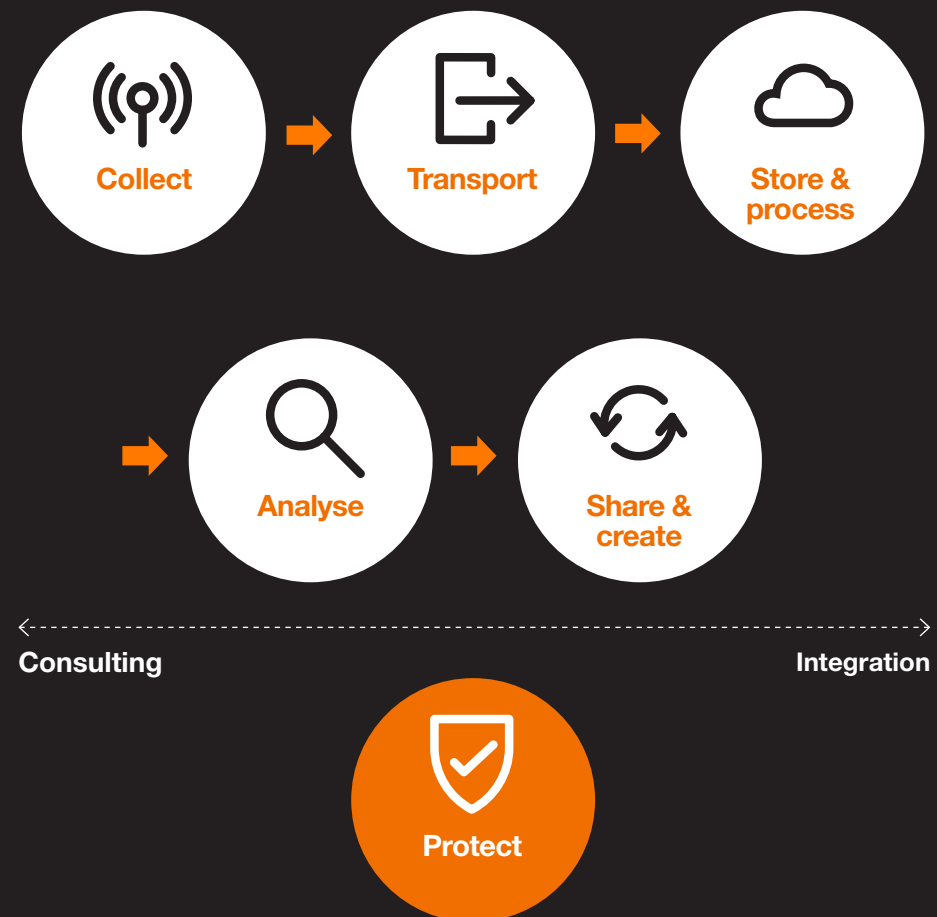 Collect
Transport
Store &
process
Analyse
Share &
create
Consulting
Integration
Protect